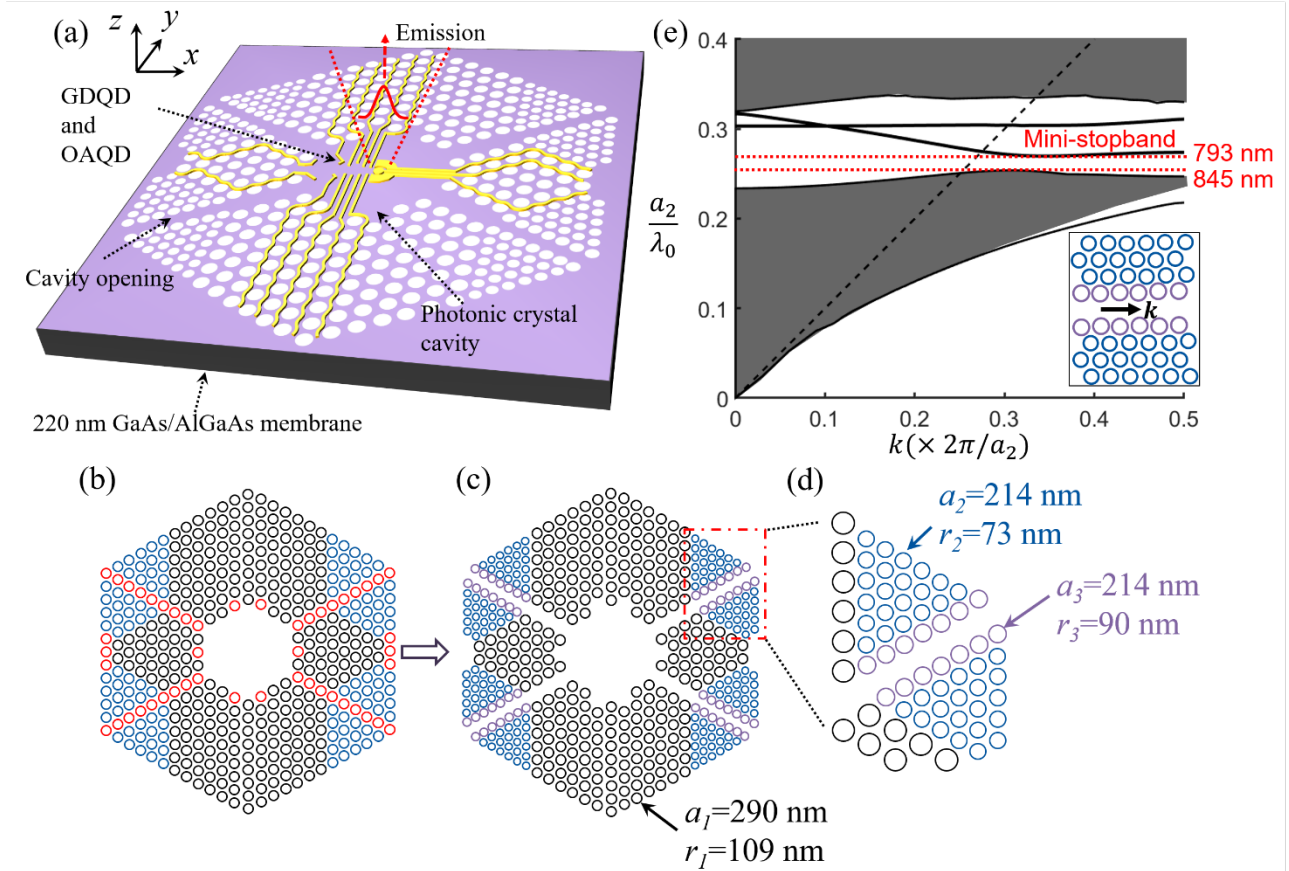 (a)
z
y
x
Emission
GDQD
and
OAQD
Cavity opening
Photonic crystal
cavity
220 nm GaAs/AlGaAs membrane
(e)
0.4
0.3
0.2
0.1
0
a₂/λ₀
Mini-stopband
793 nm
845 nm
k
0
0.1
0.2
0.3
0.4
0.5
k(× 2π/a₂)
(b)
(c)
(d)
a₂=214 nm
r₂=73 nm
a₃=214 nm
r₃=90 nm
a₁=290 nm
r₁=109 nm